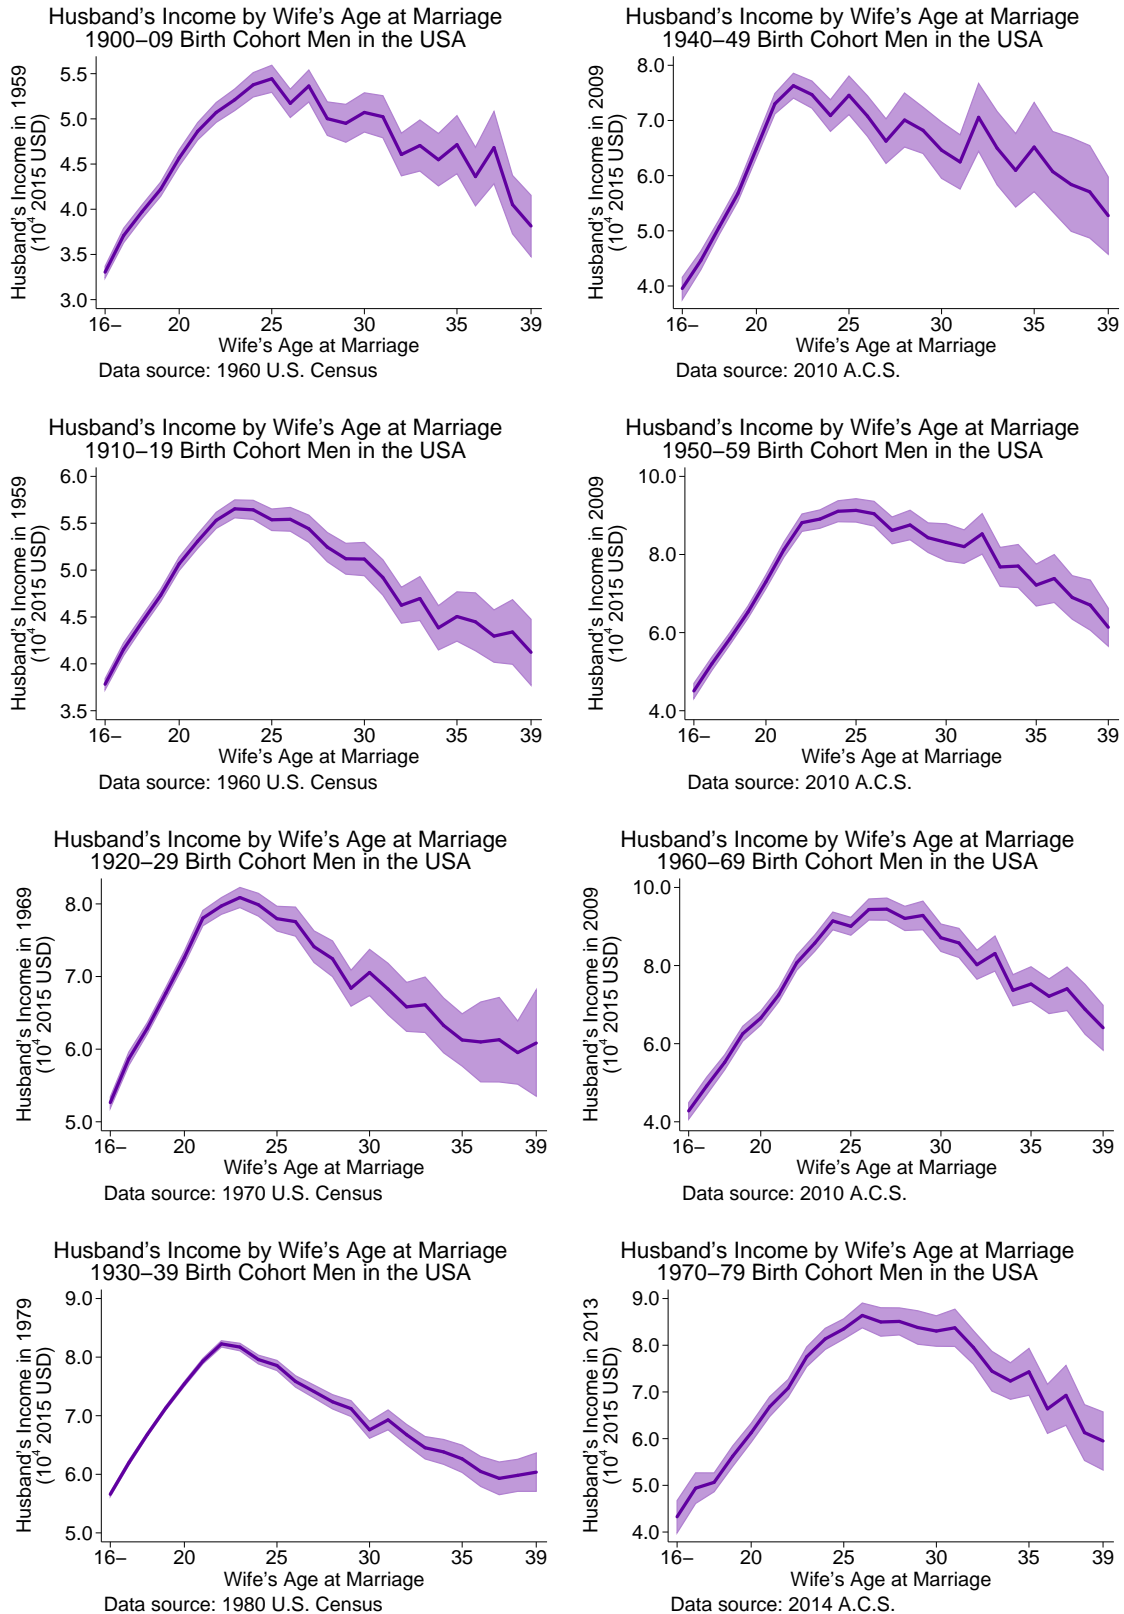 Husband's Income by Wife's Age at Marriage
1900−09 Birth Cohort Men in the USA
Husband's Income in 1959
(10⁴ 2015 USD)
5.5
5.0
4.5
4.0
3.5
3.0
16− 20 25 30 35 39
Wife's Age at Marriage
Data source: 1960 U.S. Census
Husband's Income by Wife's Age at Marriage
1940−49 Birth Cohort Men in the USA
Husband's Income in 2009
(10⁴ 2015 USD)
8.0
7.0
6.0
5.0
4.0
16− 20 25 30 35 39
Wife's Age at Marriage
Data source: 2010 A.C.S.
Husband's Income by Wife's Age at Marriage
1910−19 Birth Cohort Men in the USA
Husband's Income in 1959
(10⁴ 2015 USD)
6.0
5.5
5.0
4.5
4.0
3.5
16− 20 25 30 35 39
Wife's Age at Marriage
Data source: 1960 U.S. Census
Husband's Income by Wife's Age at Marriage
1950−59 Birth Cohort Men in the USA
Husband's Income in 2009
(10⁴ 2015 USD)
10.0
8.0
6.0
4.0
16− 20 25 30 35 39
Wife's Age at Marriage
Data source: 2010 A.C.S.
Husband's Income by Wife's Age at Marriage
1920−29 Birth Cohort Men in the USA
Husband's Income in 1969
(10⁴ 2015 USD)
8.0
7.0
6.0
5.0
16− 20 25 30 35 39
Wife's Age at Marriage
Data source: 1970 U.S. Census
Husband's Income by Wife's Age at Marriage
1960−69 Birth Cohort Men in the USA
Husband's Income in 2009
(10⁴ 2015 USD)
10.0
8.0
6.0
4.0
16− 20 25 30 35 39
Wife's Age at Marriage
Data source: 2010 A.C.S.
Husband's Income by Wife's Age at Marriage
1930−39 Birth Cohort Men in the USA
Husband's Income in 1979
(10⁴ 2015 USD)
9.0
8.0
7.0
6.0
5.0
16− 20 25 30 35 39
Wife's Age at Marriage
Data source: 1980 U.S. Census
Husband's Income by Wife's Age at Marriage
1970−79 Birth Cohort Men in the USA
Husband's Income in 2013
(10⁴ 2015 USD)
9.0
8.0
7.0
6.0
5.0
4.0
16− 20 25 30 35 39
Wife's Age at Marriage
Data source: 2014 A.C.S.